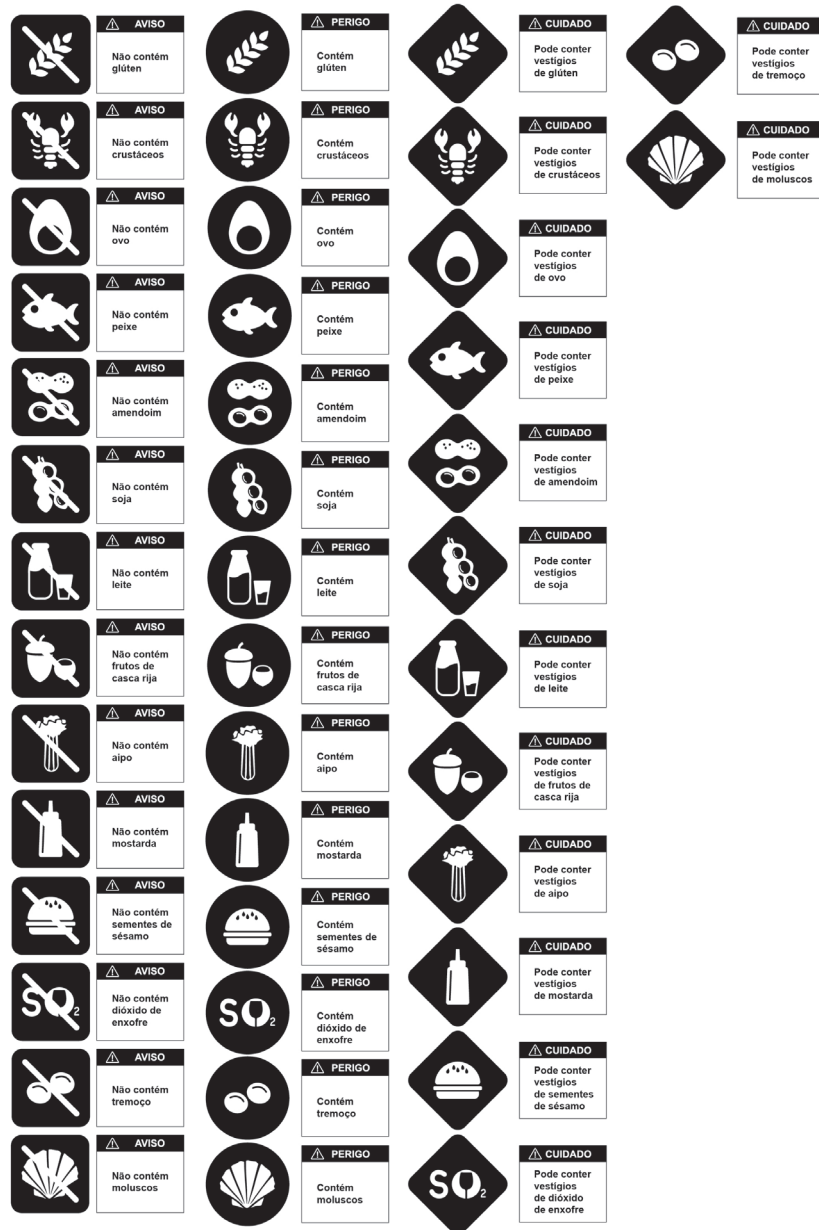 AVISO
Não contém
glúten
AVISO
Não contém
crustáceos
AVISO
Não contém
ovo
AVISO
Não contém
peixe
AVISO
Não contém
amendoim
AVISO
Não contém
soja
AVISO
Não contém
leite
AVISO
Não contém
frutos de
casca rija
AVISO
Não contém
aipo
AVISO
Não contém
mostarda
AVISO
Não contém
sementes de
sésamo
SO2
AVISO
Não contém
dióxido de
enxofre
AVISO
Não contém
tremoço
AVISO
Não contém
moluscos
PERIGO
Contém
glúten
PERIGO
Contém
crustáceos
PERIGO
Contém
ovo
PERIGO
Contém
peixe
PERIGO
Contém
amendoim
PERIGO
Contém
soja
PERIGO
Contém
leite
PERIGO
Contém
frutos de
casca rija
PERIGO
Contém
aipo
PERIGO
Contém
mostarda
PERIGO
Contém
sementes de
sésamo
SO2
PERIGO
Contém
dióxido de
enxofre
PERIGO
Contém
tremoço
PERIGO
Contém
moluscos
CUIDADO
Pode conter
vestígios
de glúten
CUIDADO
Pode conter
vestígios
de crustáceos
CUIDADO
Pode conter
vestígios
de ovo
CUIDADO
Pode conter
vestígios
de peixe
CUIDADO
Pode conter
vestígios
de amendoim
CUIDADO
Pode conter
vestígios
de soja
CUIDADO
Pode conter
vestígios
de leite
CUIDADO
Pode conter
vestígios
de frutos de
casca rija
CUIDADO
Pode conter
vestígios
de aipo
CUIDADO
Pode conter
vestígios
de mostarda
CUIDADO
Pode conter
vestígios
de sementes
de sésamo
SO2
CUIDADO
Pode conter
vestígios
de dióxido
de enxofre
CUIDADO
Pode conter
vestígios
de tremoço
CUIDADO
Pode conter
vestígios
de moluscos